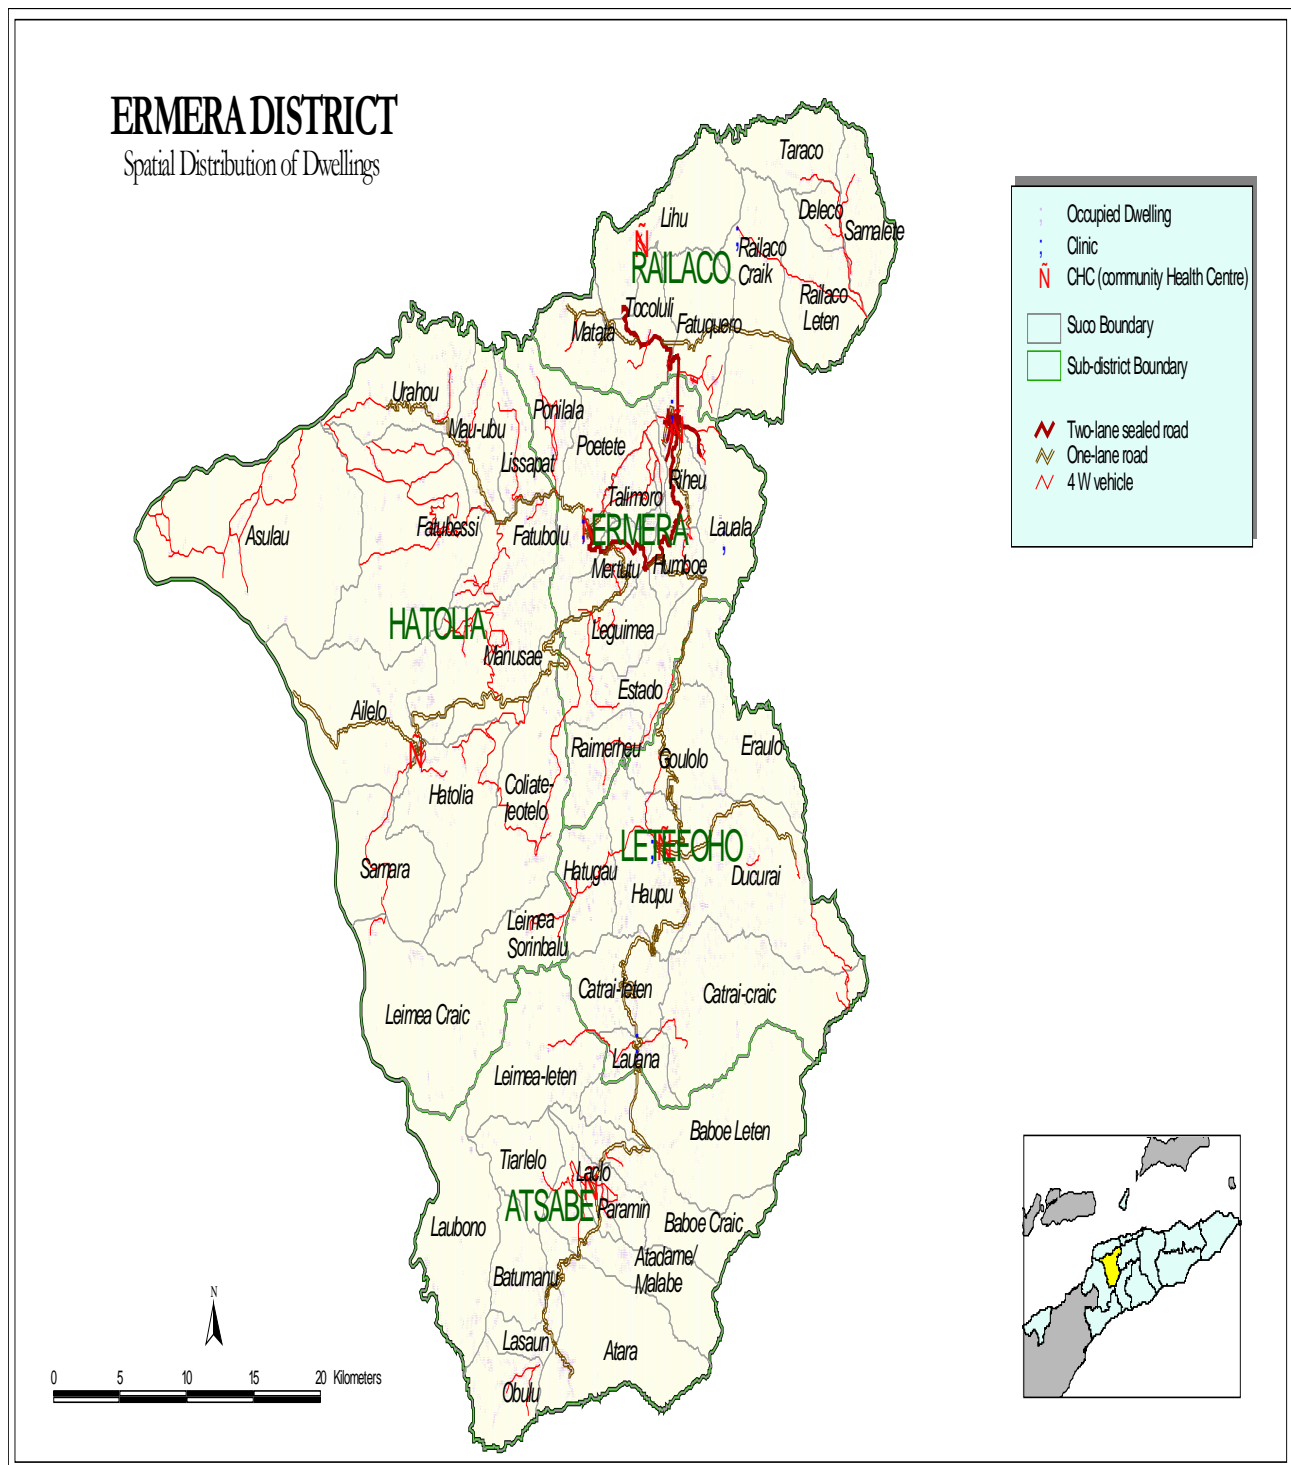 ERMERA DISTRICT
Spatial Distribution of Dwellings
Taraco
Lihu
Deleco
Samalete
RAILACO
Railaco
Craik
Railaco
Leten
Tocoluli
Matata
Fatuquero
Occupied Dwelling
Clinic
Ñ CHC (community Health Centre)
Suco Boundary
Sub-district Boundary
Two-lane sealed road
One-lane road
4 W vehicle
Urahou
Mau-ubu
Ponilala
Poetete
Lissapat
Talimoro
Riheu
Asulau
Fatubessi
Fatubolu
ERMERA
Lauala
Mertutu
Humboe
HATOLIA
Leguimea
Manusae
Estado
Ailelo
Raimerheu
Goulolo
Eraulo
Hatolia
Coliate-
leotelo
LETEFOHO
Samara
Hatugau
Haupu
Ducurai
Leimea
Sorinbalu
Catrai-leten
Catrai-craic
Leimea Craic
Lauana
Leimea-leten
Baboe Leten
Tiarlelo
Laclo
ATSABE
Paramin
Laubono
Baboe Craic
Atadame/
Malabe
Batumanu
Lasaun
Atara
Obulu
N
0 5 10 15 20 Kilometers